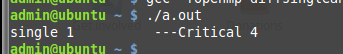 admin@ubuntu ~ $ ./a.out
single 1 ---Critical 4
admin@ubuntu ~ $